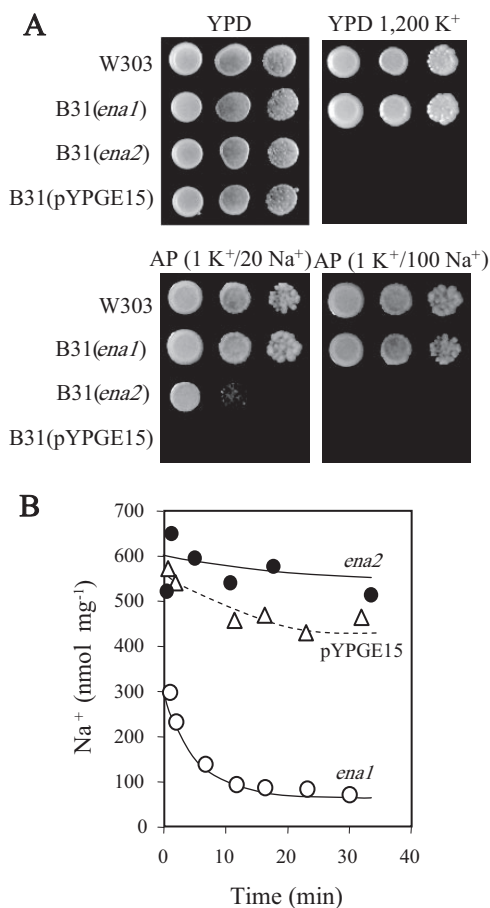 A
YPD
YPD 1,200 K⁺
W303
B31(ena1)
B31(ena2)
B31(pYPGE15)
AP (1 K⁺/20 Na⁺)
AP (1 K⁺/100 Na⁺)
W303
B31(ena1)
B31(ena2)
B31(pYPGE15)
B
700
600
500
400
300
200
100
0
Na⁺ (nmol mg⁻¹)
ena2
pYPGE15
ena1
0
10
20
30
40
Time (min)